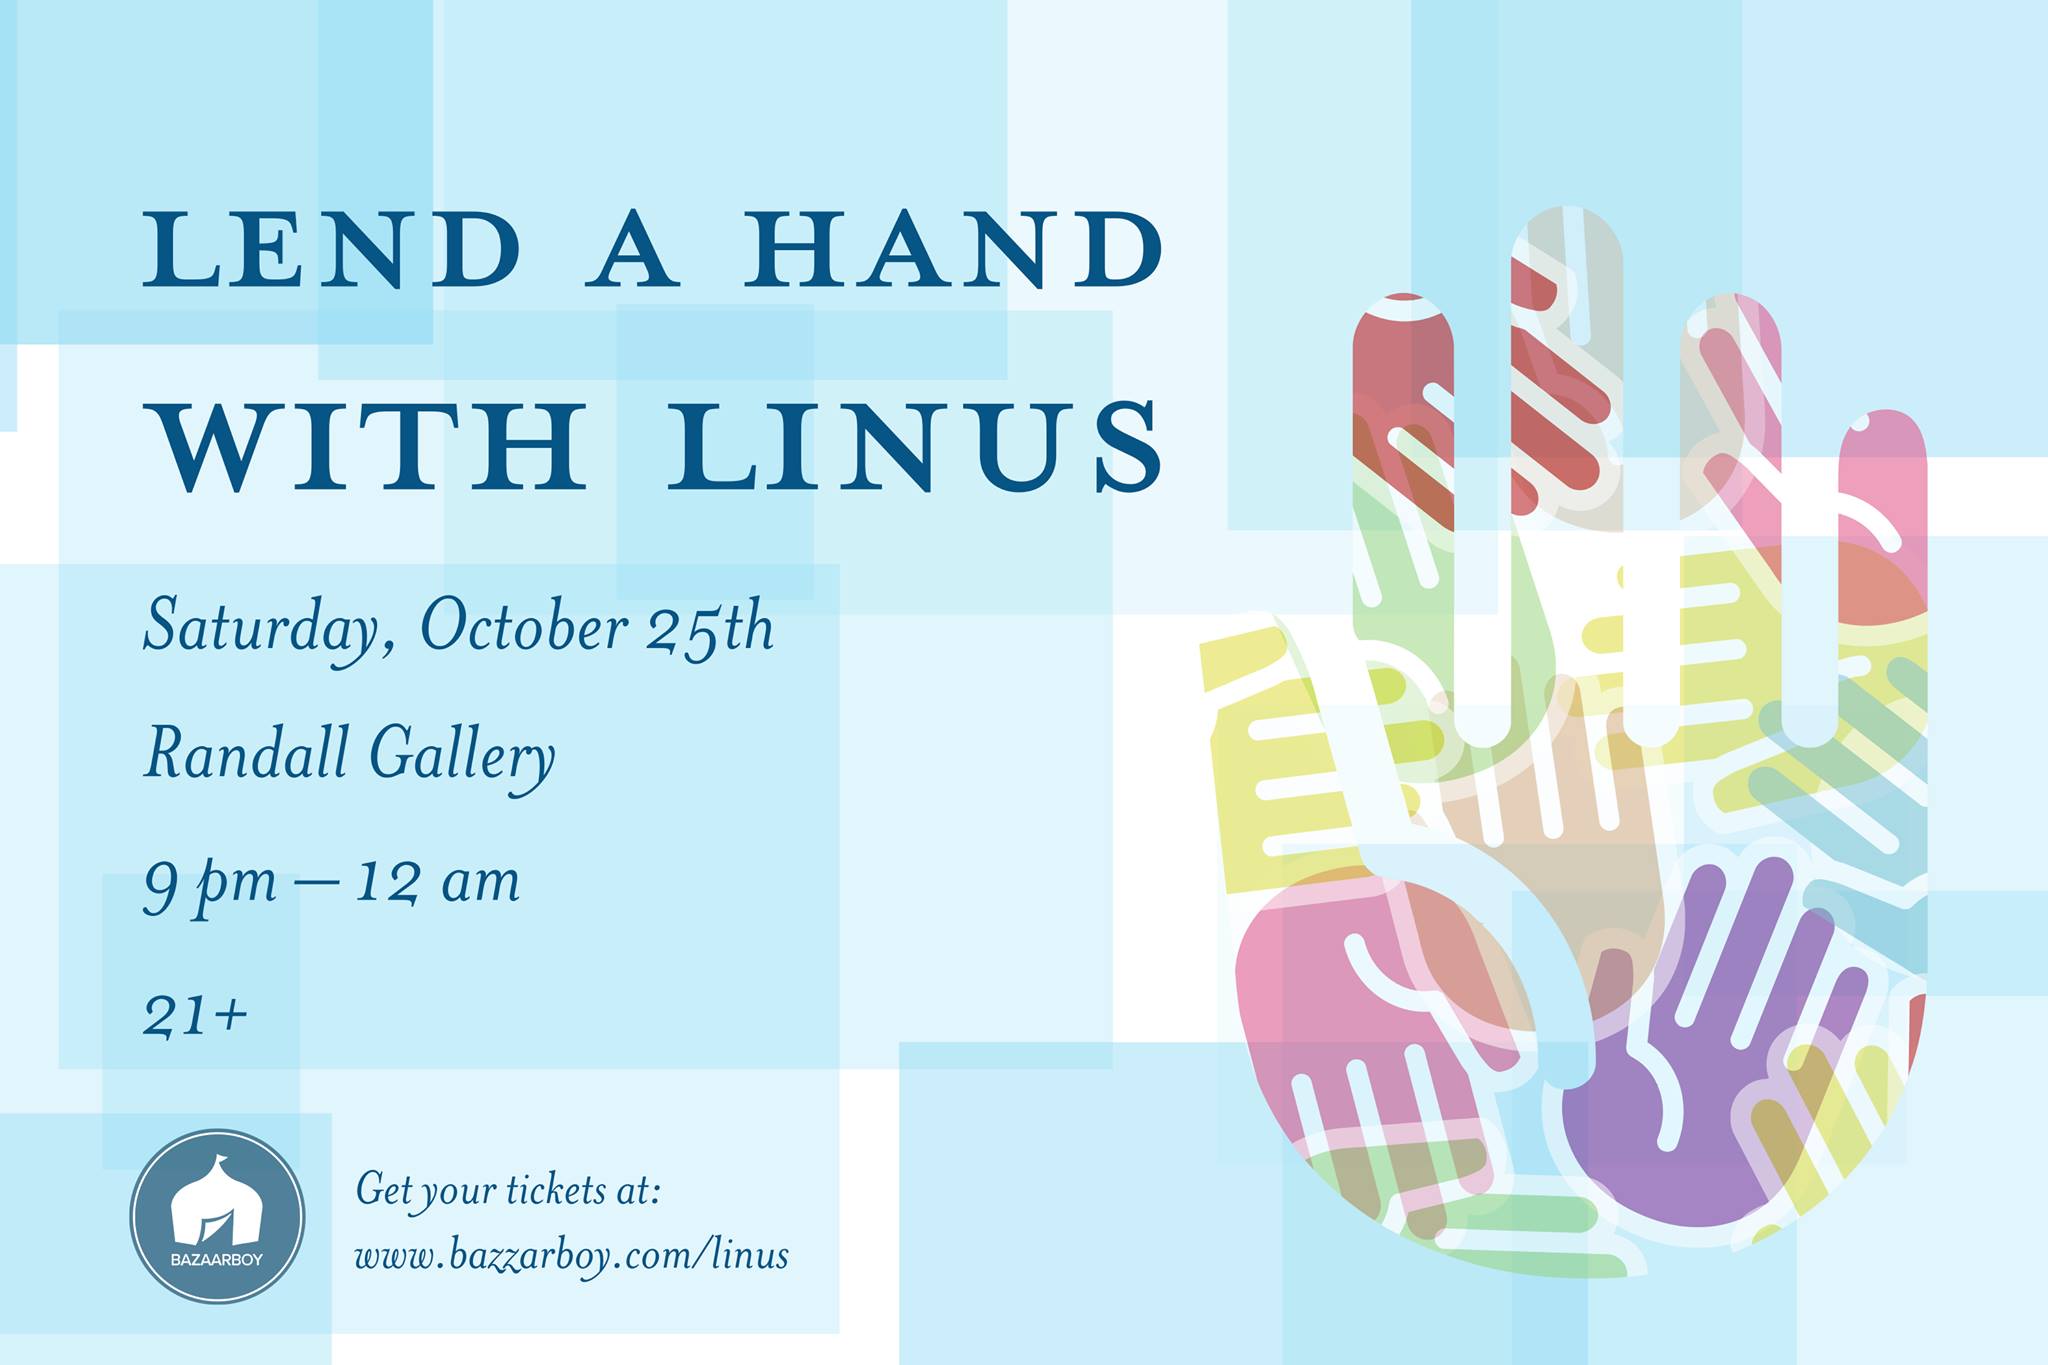 LEND A HAND
WITH LINUS
Saturday, October 25th
Randall Gallery
9 pm – 12 am
21+
BAZAARBOY
Get your tickets at:
www.bazzarboy.com/linus